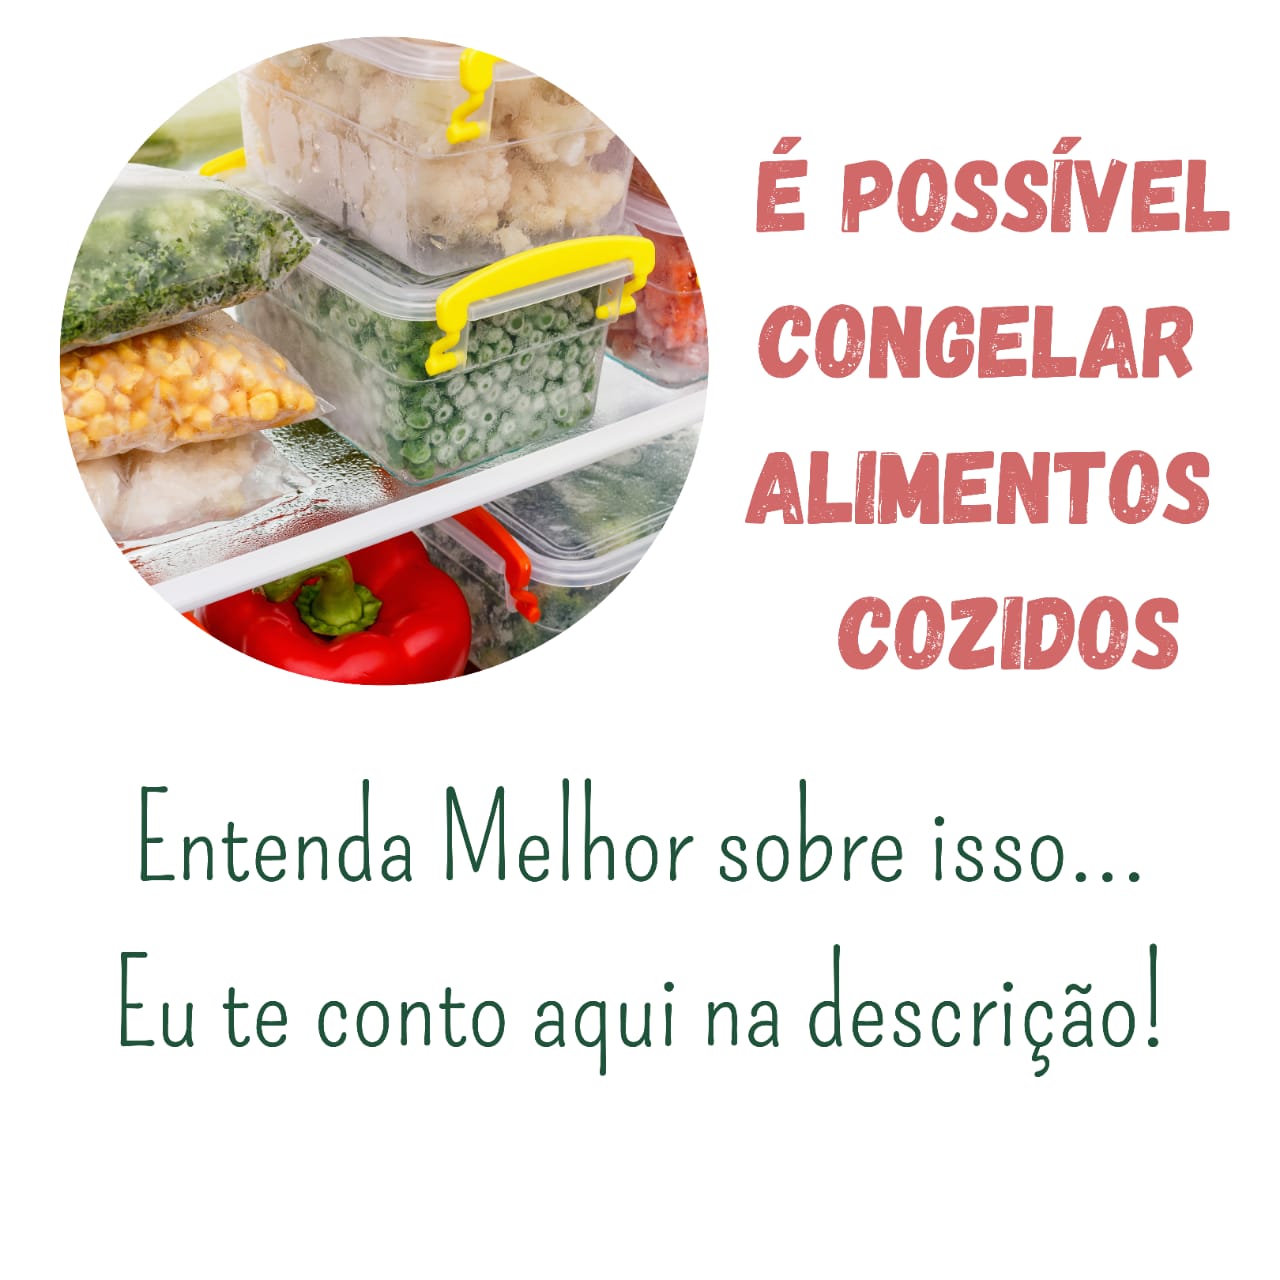 É POSSÍVEL
CONGELAR
ALIMENTOS
COZIDOS
Entenda Melhor sobre isso...
Eu te conto aqui na descrição!